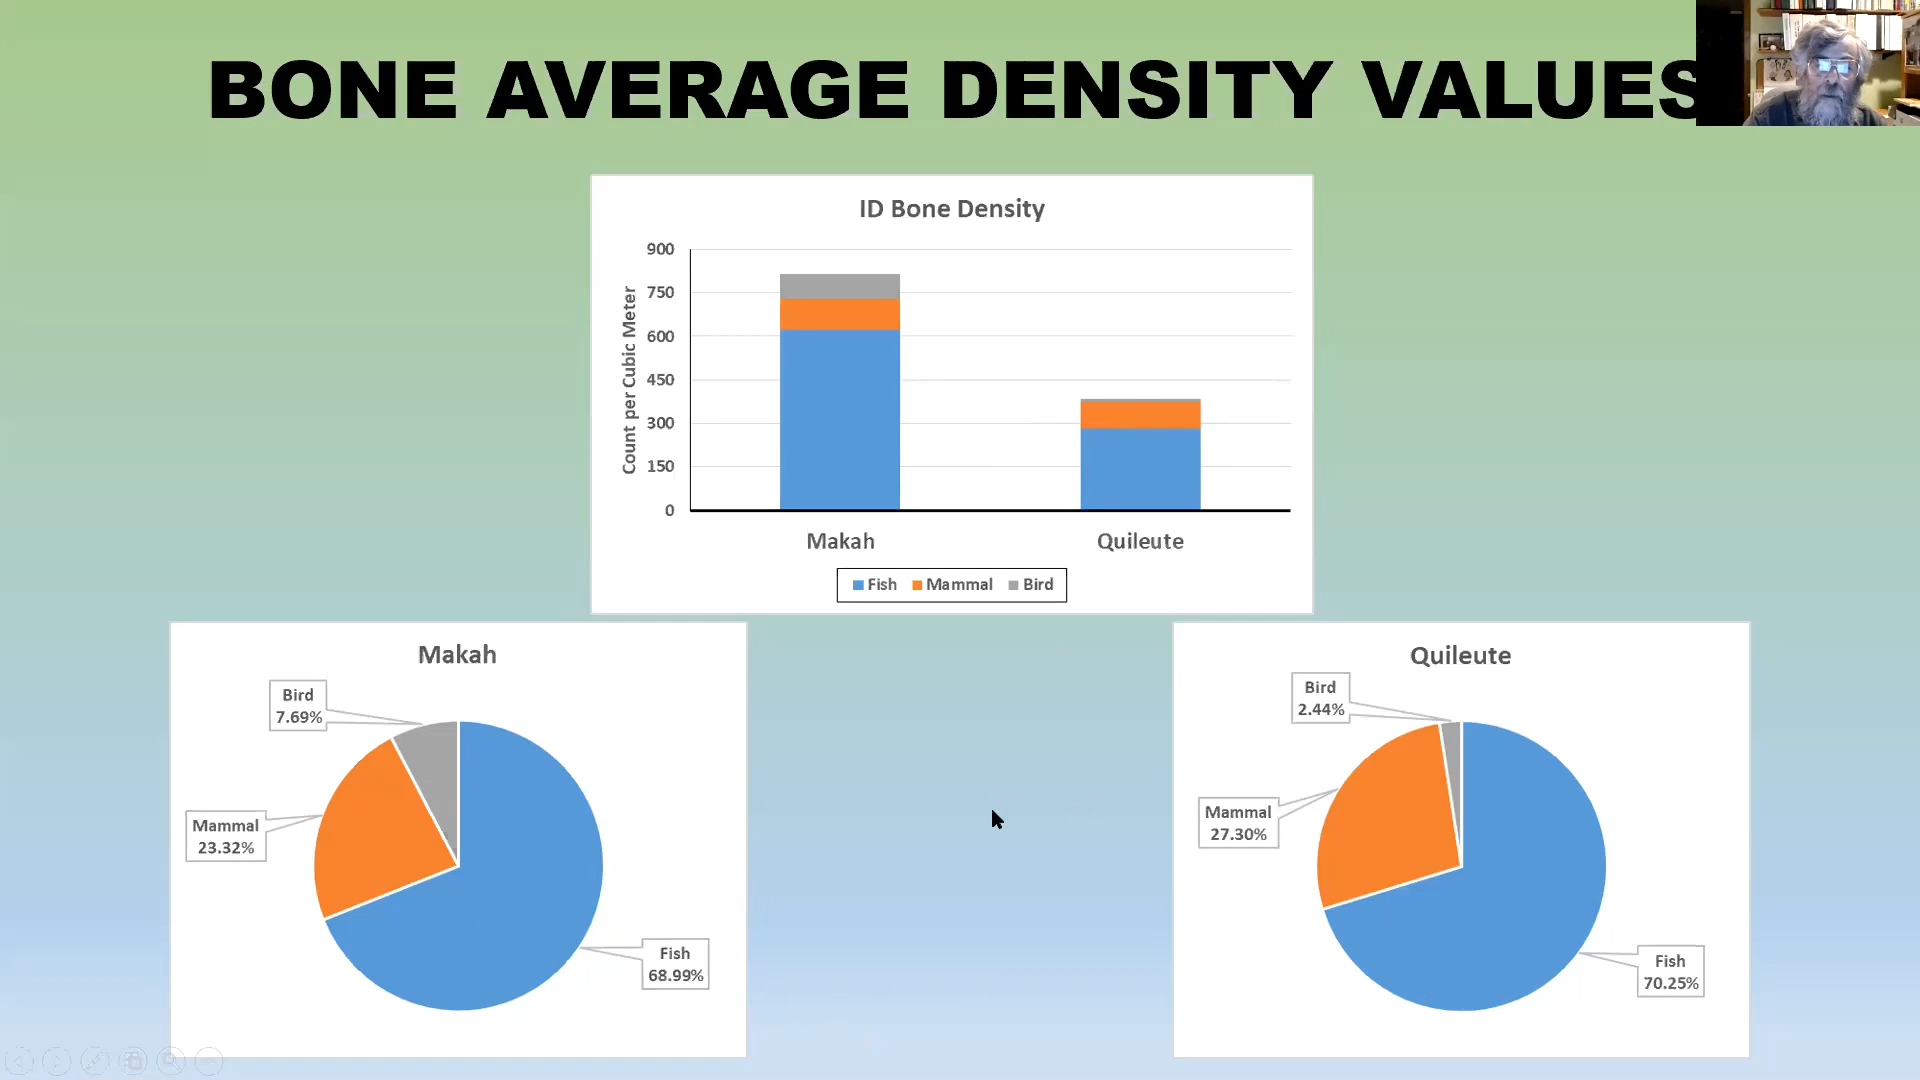 BONE AVERAGE DENSITY VALUES
ID Bone Density
Count per Cubic Meter
900
750
600
450
300
150
0
Makah
Quileute
Fish
Mammal
Bird
Makah
Bird
7.69%
Mammal
23.32%
Fish
68.99%
Quileute
Bird
2.44%
Mammal
27.30%
Fish
70.25%